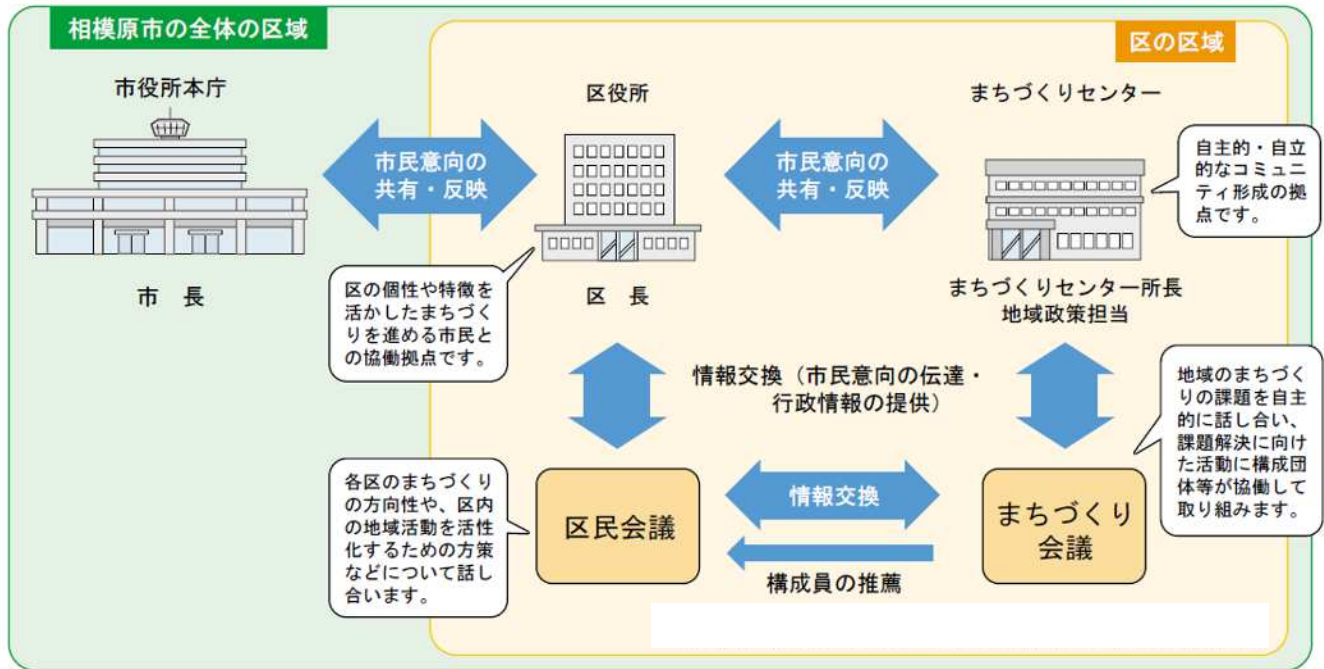 相模原市の全体の区域
区の区域
市役所本庁
区役所
まちづくりセンター
市民意向の
共有・反映
市民意向の
共有・反映
自主的・自立
的なコミュニ
ティ形成の拠
点です。
市　長
区の個性や特徴を
活かしたまちづく
りを進める市民と
の協働拠点です。
区　長
まちづくりセンター所長
地域政策担当
情報交換（市民意向の伝達・
行政情報の提供）
地域のまちづく
りの課題を自主
的に話し合い、
課題解決に向け
た活動に構成団
体等が協働して
取り組みます。
各区のまちづくり
の方向性や、区内
の地域活動を活性
化するための方策
などについて話し
合います。
区民会議
情報交換
まちづくり
会議
構成員の推薦